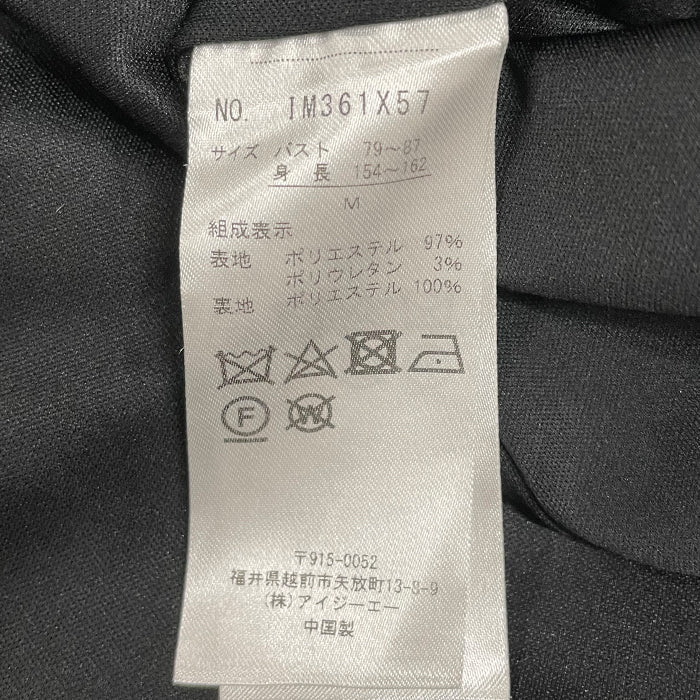 NO. IM361X57
サイズ バスト 79～87
身長 154～162
M
組成表示
表地 ポリエステル 97%
ポリウレタン 3%
裏地 ポリエステル 100%
F
W
〒915-0052
福井県越前市矢放町13-8-9
(株)アイジーエー
中国製